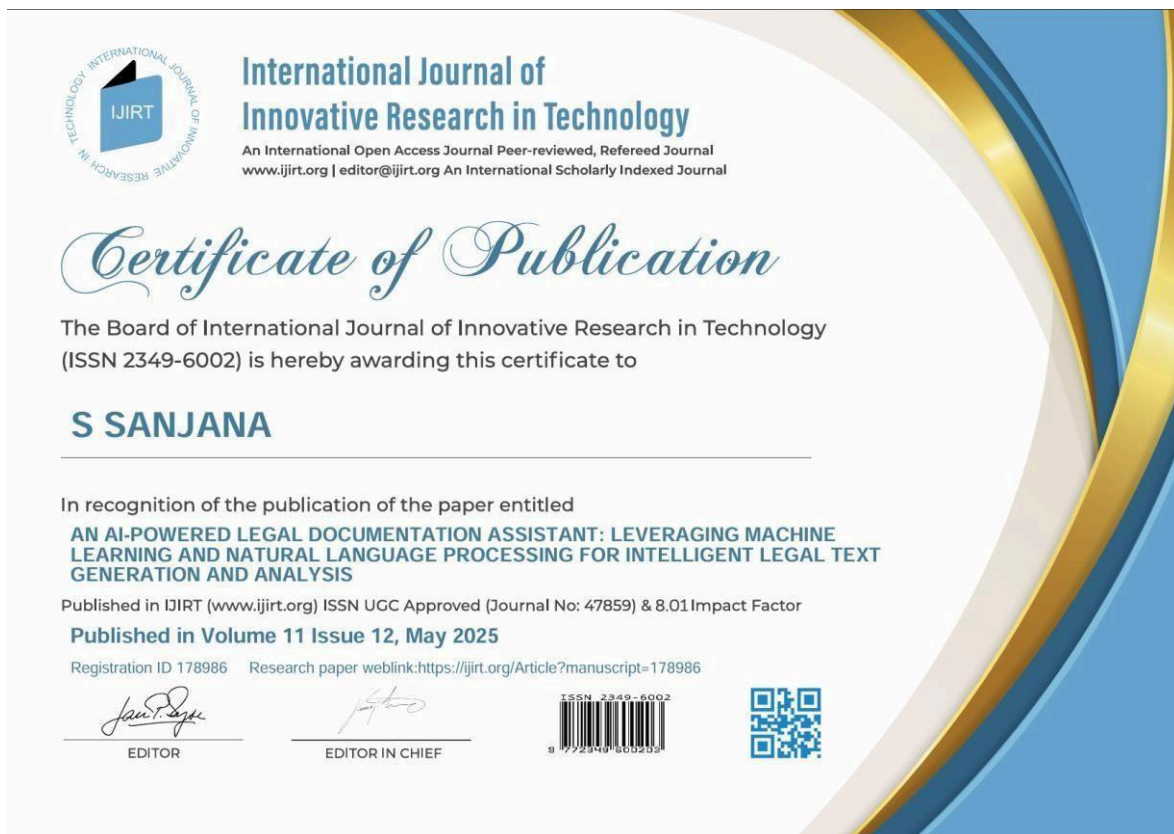 INTERNATIONAL JOURNAL OF INNOVATIVE RESEARCH IN TECHNOLOGY
IJIRT
International Journal of
Innovative Research in Technology
An International Open Access Journal Peer-reviewed, Refereed Journal
www.ijirt.org | editor@ijirt.org An International Scholarly Indexed Journal
Certificate of Publication
The Board of International Journal of Innovative Research in Technology
(ISSN 2349-6002) is hereby awarding this certificate to
S SANJANA
In recognition of the publication of the paper entitled
AN AI-POWERED LEGAL DOCUMENTATION ASSISTANT: LEVERAGING MACHINE
LEARNING AND NATURAL LANGUAGE PROCESSING FOR INTELLIGENT LEGAL TEXT
GENERATION AND ANALYSIS
Published in IJIRT (www.ijirt.org) ISSN UGC Approved (Journal No: 47859) & 8.01 Impact Factor
Published in Volume 11 Issue 12, May 2025
Registration ID 178986 Research paper weblink:https://ijirt.org/Article?manuscript=178986
EDITOR
EDITOR IN CHIEF
ISSN 2349-6002